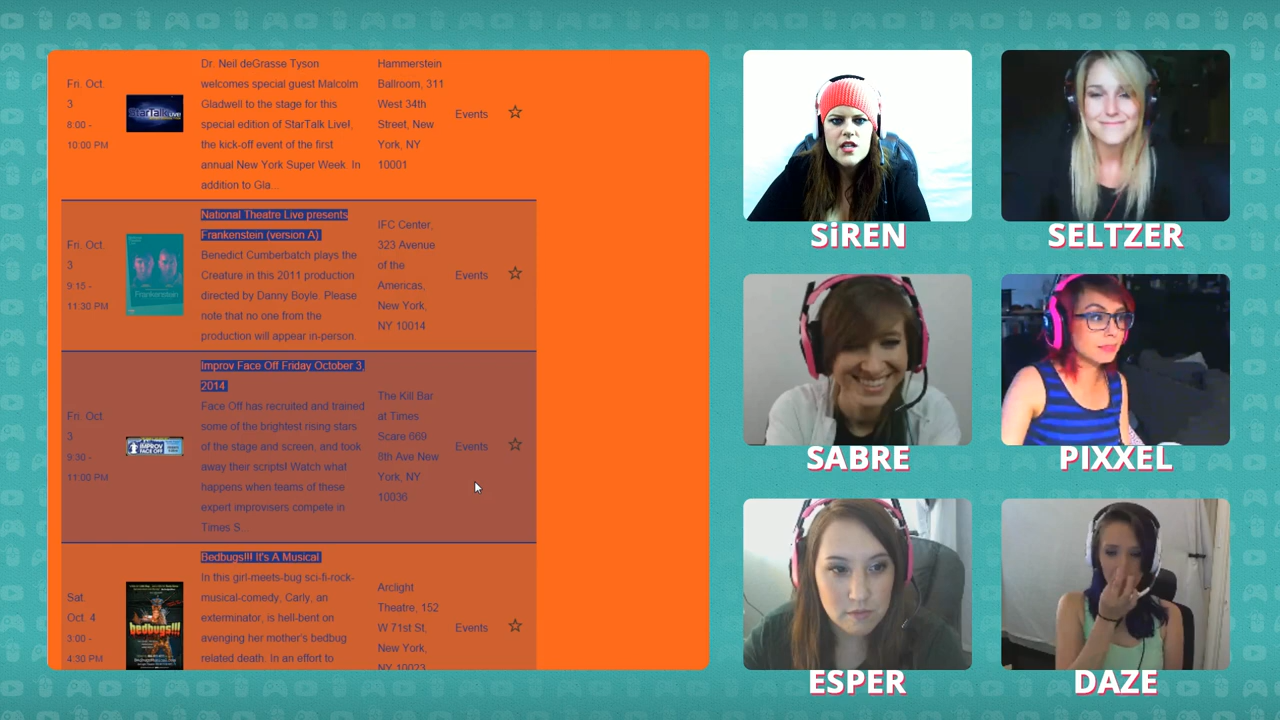 Dr. Neil deGrasse Tyson
welcomes special guest Malcolm
Gladwell to the stage for this
special edition of StarTalk Live!,
the kick-off event of the first
annual New York Super Week. In
addition to Gla...
Fri. Oct.
3
8:00 -
10:00 PM
StarTalk LIVE!
Hammerstein
Ballroom, 311
West 34th
Street, New
York, NY
10001
Events
National Theatre Live presents
Frankenstein (version A)
Benedict Cumberbatch plays the
Creature in this 2011 production
directed by Danny Boyle. Please
note that no one from the
production will appear in-person.
Fri. Oct.
3
9:15 -
11:30 PM
Frankenstein
IFC Center,
323 Avenue
of the
Americas,
New York,
NY 10014
Events
Improv Face Off Friday October 3,
2014
Face Off has recruited and trained
some of the brightest rising stars
of the stage and screen, and took
away their scripts! Watch what
happens when teams of these
expert improvisers compete in
Times S...
Fri. Oct.
3
9:30 -
11:00 PM
IMPROV
FACE OFF
The Kill Bar
at Times
Scare 669
8th Ave New
York, NY
10036
Events
Bedbugs!!! It's A Musical
In this girl-meets-bug sci-fi-rock-
musical-comedy, Carly, an
exterminator, is hell-bent on
avenging her mother's bedbug
related death. In an effort to
Sat.
Oct. 4
3:00 -
4:30 PM
bedbugs!!!
Arclight
Theatre, 152
W 71st St,
New York,
NY 10023
Events
SiREN
SELTZER
SABRE
PIXXEL
ESPER
DAZE